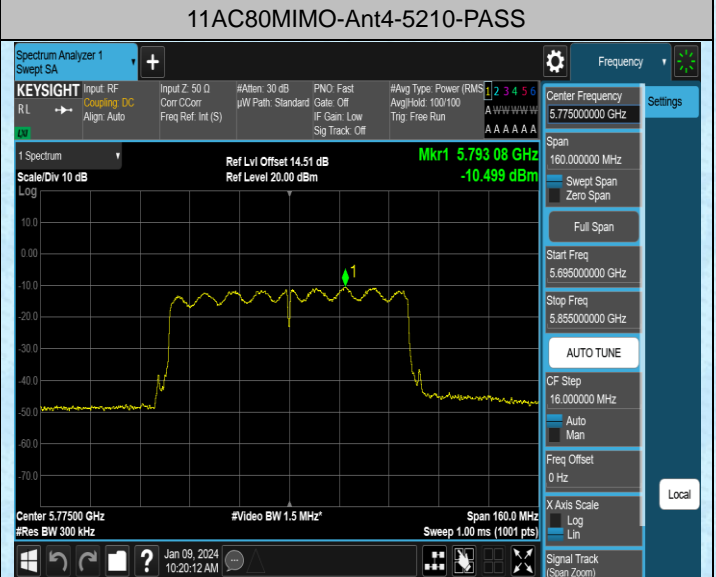 11AC80MIMO-Ant4-5210-PASS
Spectrum Analyzer 1
Swept SA
+
Frequency
KEYSIGHT
RL
LXI
Input: RF
Coupling: DC
Align: Auto
Input Z: 50 Ω
Corr CCorr
Freq Ref: Int (S)
#Atten: 30 dB
µW Path: Standard
PNO: Fast
Gate: Off
IF Gain: Low
Sig Track: Off
#Avg Type: Power (RMS
Avg|Hold: 100/100
Trig: Free Run
1 2 3 4 5 6
A W W W W W
A A A A A A
1 Spectrum
Scale/Div 10 dB
Log
Ref Lvl Offset 14.51 dB
Ref Level 20.00 dBm
Mkr1 5.793 08 GHz
-10.499 dBm
10.0
0.00
-10.0
-20.0
-30.0
-40.0
-50.0
-60.0
-70.0
1
Center 5.77500 GHz
#Res BW 300 kHz
#Video BW 1.5 MHz*
Span 160.0 MHz
Sweep 1.00 ms (1001 pts)
?
Jan 09, 2024
10:20:12 AM
Center Frequency
5.775000000 GHz
Span
160.000000 MHz
Swept Span
Zero Span
Full Span
Start Freq
5.695000000 GHz
Stop Freq
5.855000000 GHz
AUTO TUNE
CF Step
16.000000 MHz
Auto
Man
Freq Offset
0 Hz
X Axis Scale
Log
Lin
Signal Track
(Span Zoom)
Settings
Local